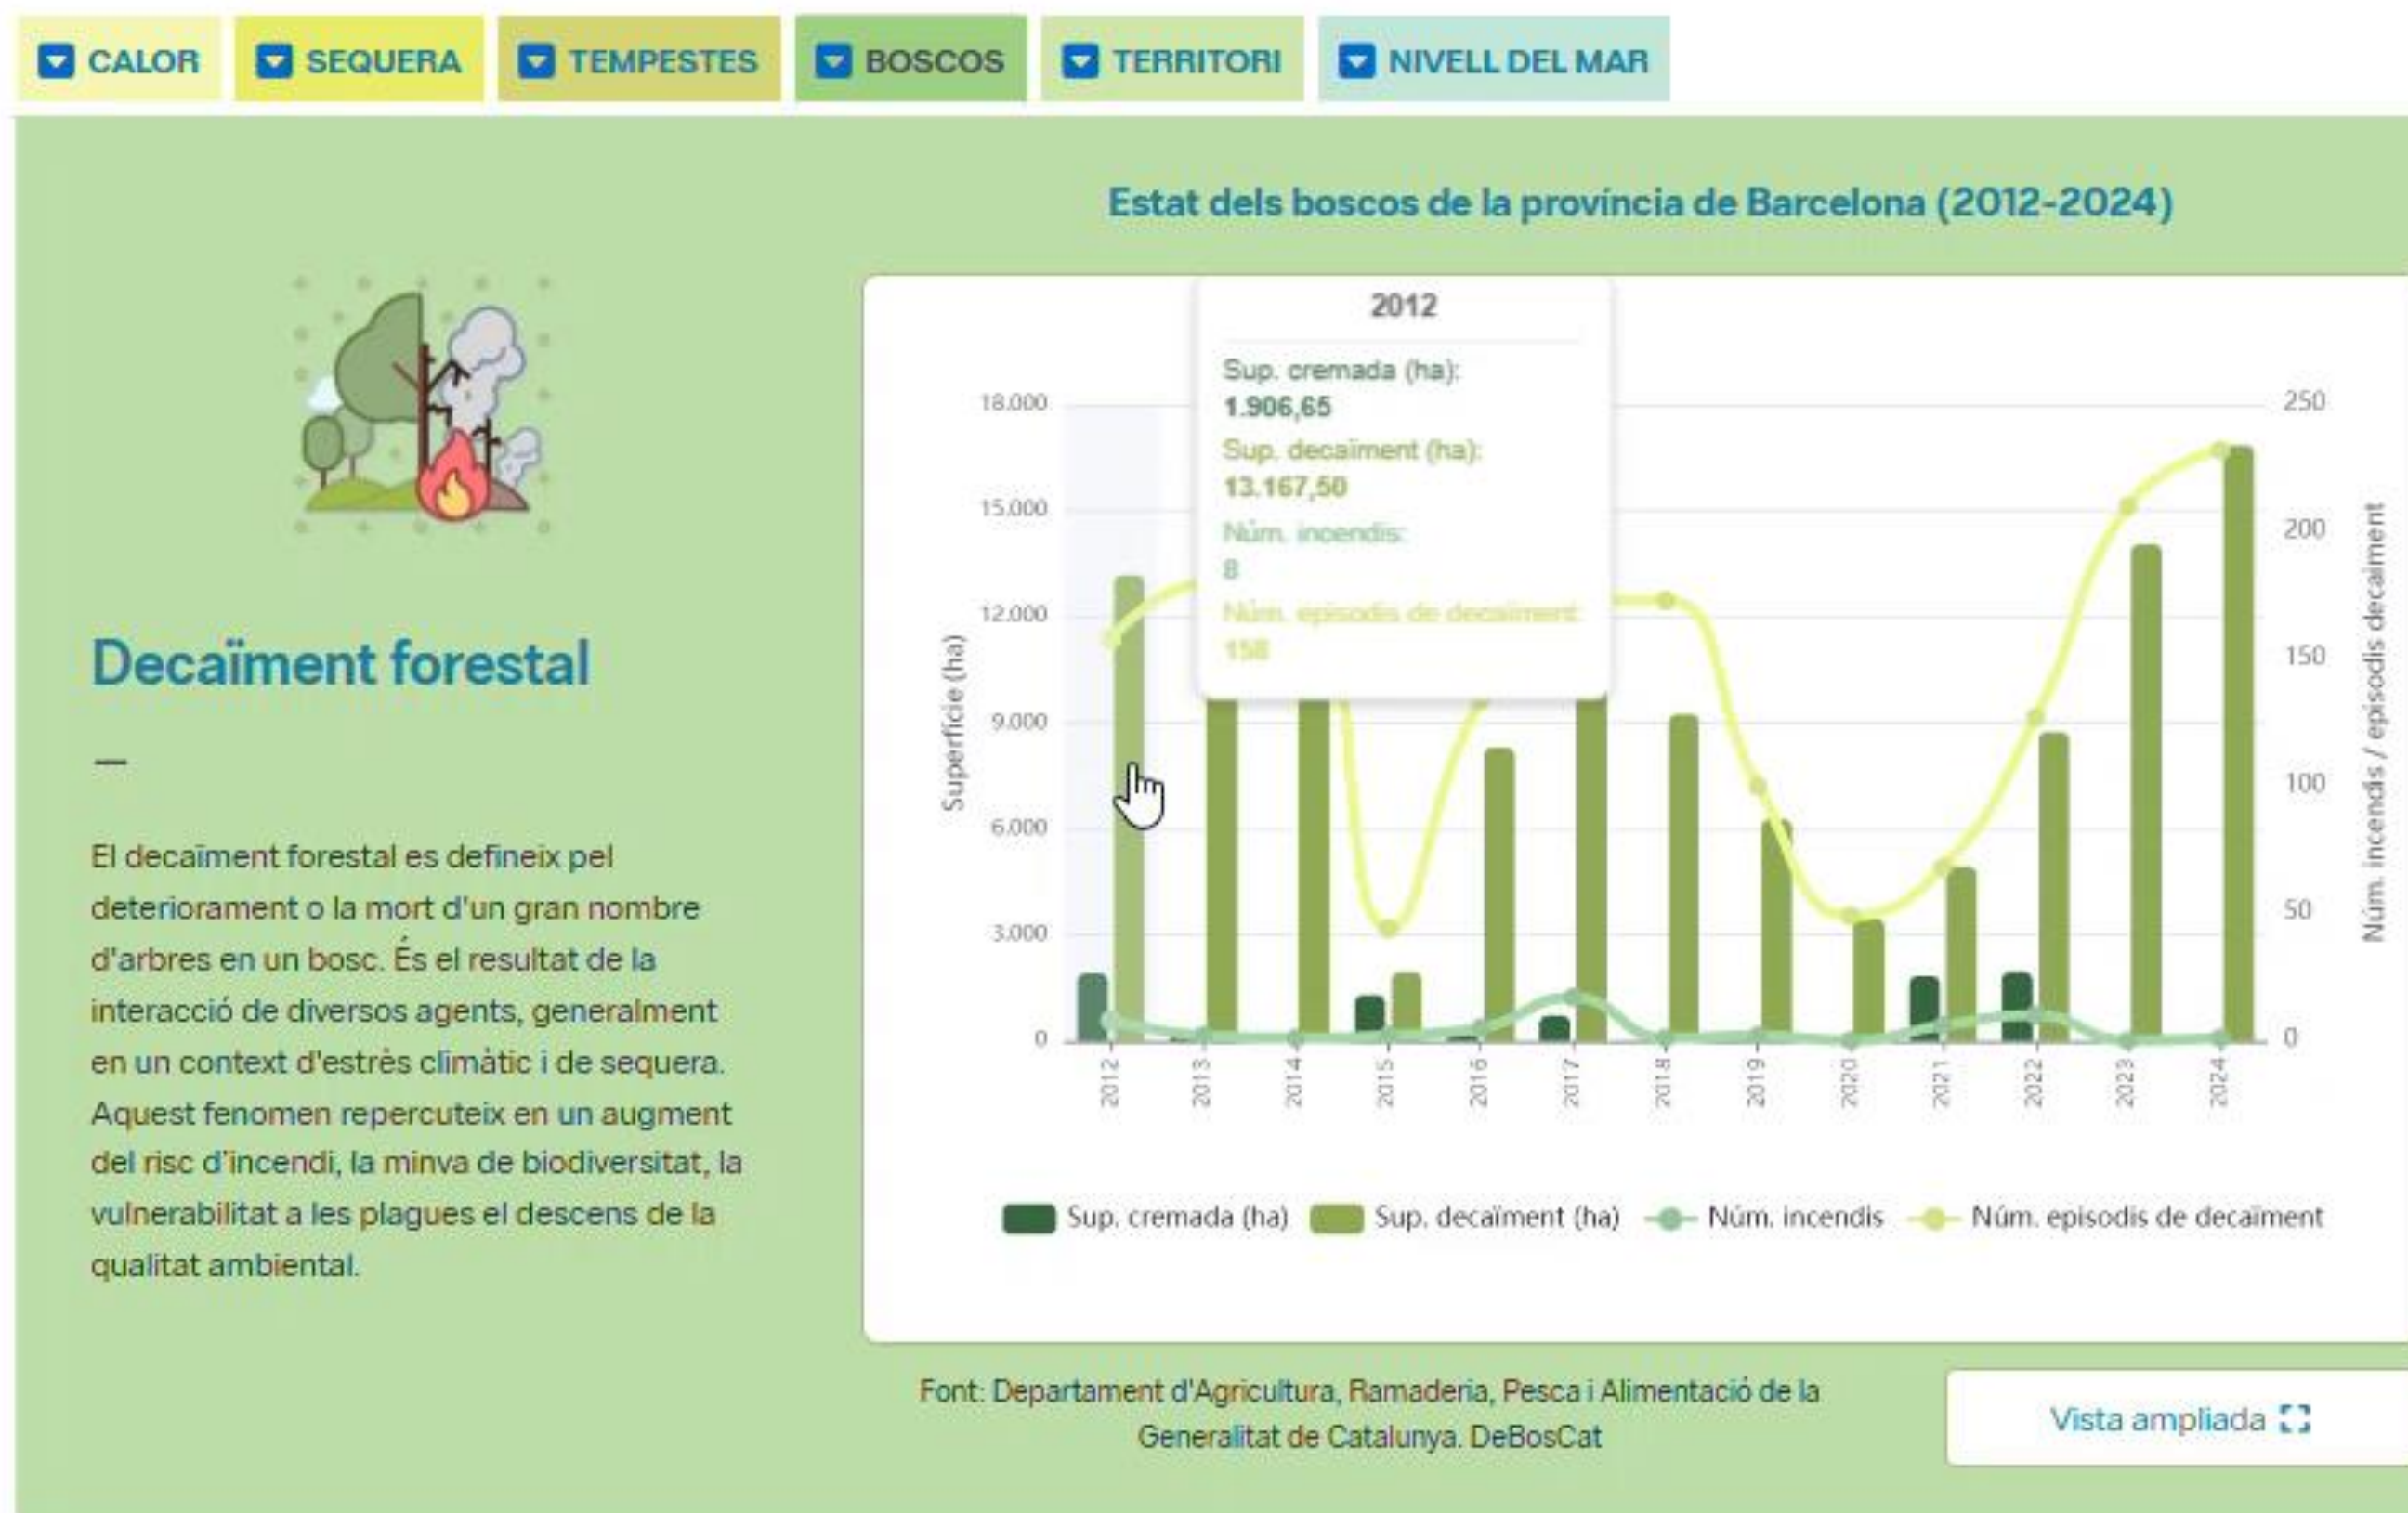 CALOR
SEQUERA
TEMPESTES
BOSCOS
TERRITORI
NIVELL DEL MAR
Estat dels boscos de la província de Barcelona (2012-2024)
Decaïment forestal
—
El decaïment forestal es defineix pel
deteriorament o la mort d'un gran nombre
d'arbres en un bosc. És el resultat de la
interacció de diversos agents, generalment
en un context d'estrès climàtic i de sequera.
Aquest fenomen repercuteix en un augment
del risc d'incendi, la minva de biodiversitat, la
vulnerabilitat a les plagues el descens de la
qualitat ambiental.
2012
Sup. cremada (ha):
1.906,65
Sup. decaïment (ha):
13.167,50
Núm. incendis:
8
Núm. episodis de decaïment:
158
Superfície (ha)
18.000
15.000
12.000
9.000
6.000
3.000
0
250
200
150
100
50
0
Núm. incendis / episodis decaïment
2012
2013
2014
2015
2016
2017
2018
2019
2020
2021
2022
2023
2024
Sup. cremada (ha)
Sup. decaïment (ha)
Núm. incendis
Núm. episodis de decaïment
Font: Departament d'Agricultura, Ramaderia, Pesca i Alimentació de la
Generalitat de Catalunya. DeBosCat
Vista ampliada